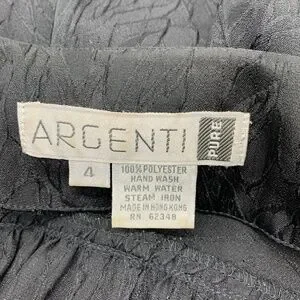 ARGENTI
PURE
4
100% POLYESTER
HAND WASH
WARM WATER
STEAM IRON
MADE IN HONG KONG
RN 62348